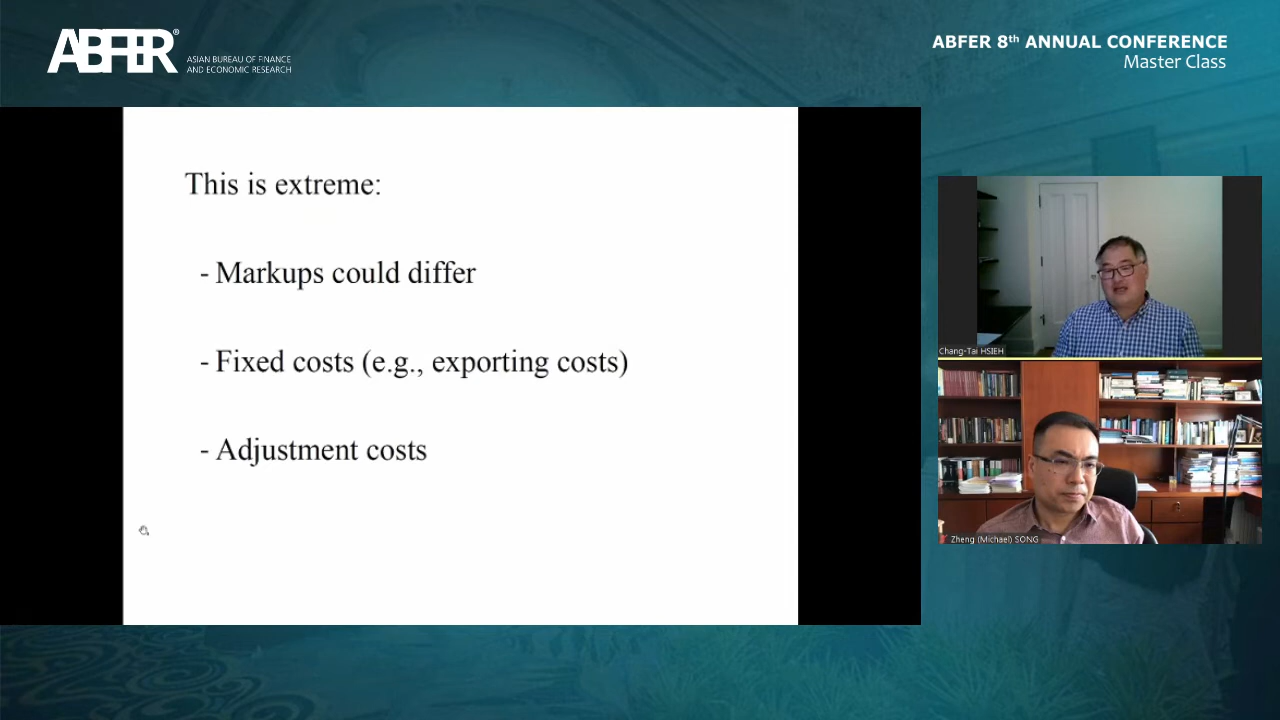 ABFER®
ASIAN BUREAU OF FINANCE
AND ECONOMIC RESEARCH
ABFER 8th ANNUAL CONFERENCE
Master Class
This is extreme:
- Markups could differ
- Fixed costs (e.g., exporting costs)
- Adjustment costs
Chang-Tai HSIEH
Zheng (Michael) SONG